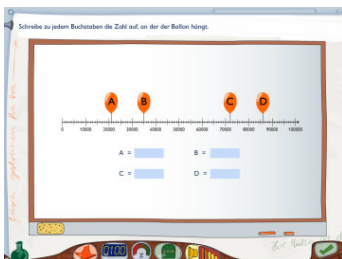 Schreibe zu jedem Buchstaben die Zahl auf, an der der Ballon hängt.
A B C D
0 10000 20000 30000 40000 50000 60000 70000 80000 90000 100000
A = B =
C = D =
0100